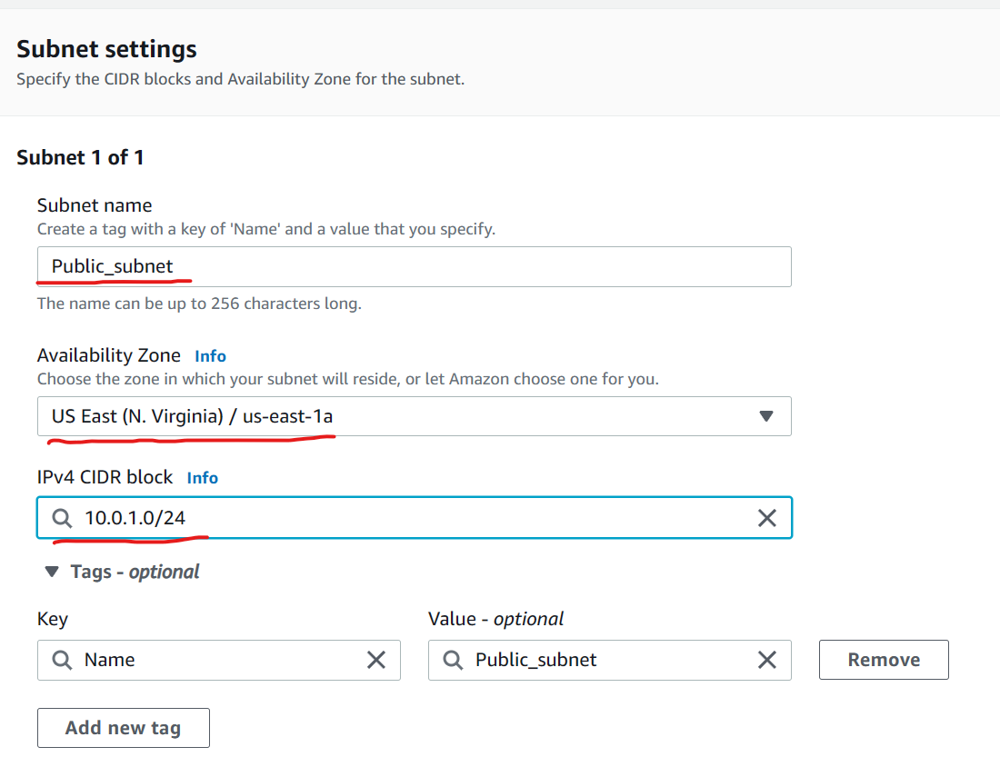 Subnet settings
Specify the CIDR blocks and Availability Zone for the subnet.
Subnet 1 of 1
Subnet name
Create a tag with a key of 'Name' and a value that you specify.
Public_subnet
The name can be up to 256 characters long.
Availability Zone Info
Choose the zone in which your subnet will reside, or let Amazon choose one for you.
US East (N. Virginia) / us-east-1a
IPv4 CIDR block Info
10.0.1.0/24
Tags - optional
Key Value - optional
Name Public_subnet Remove
Add new tag